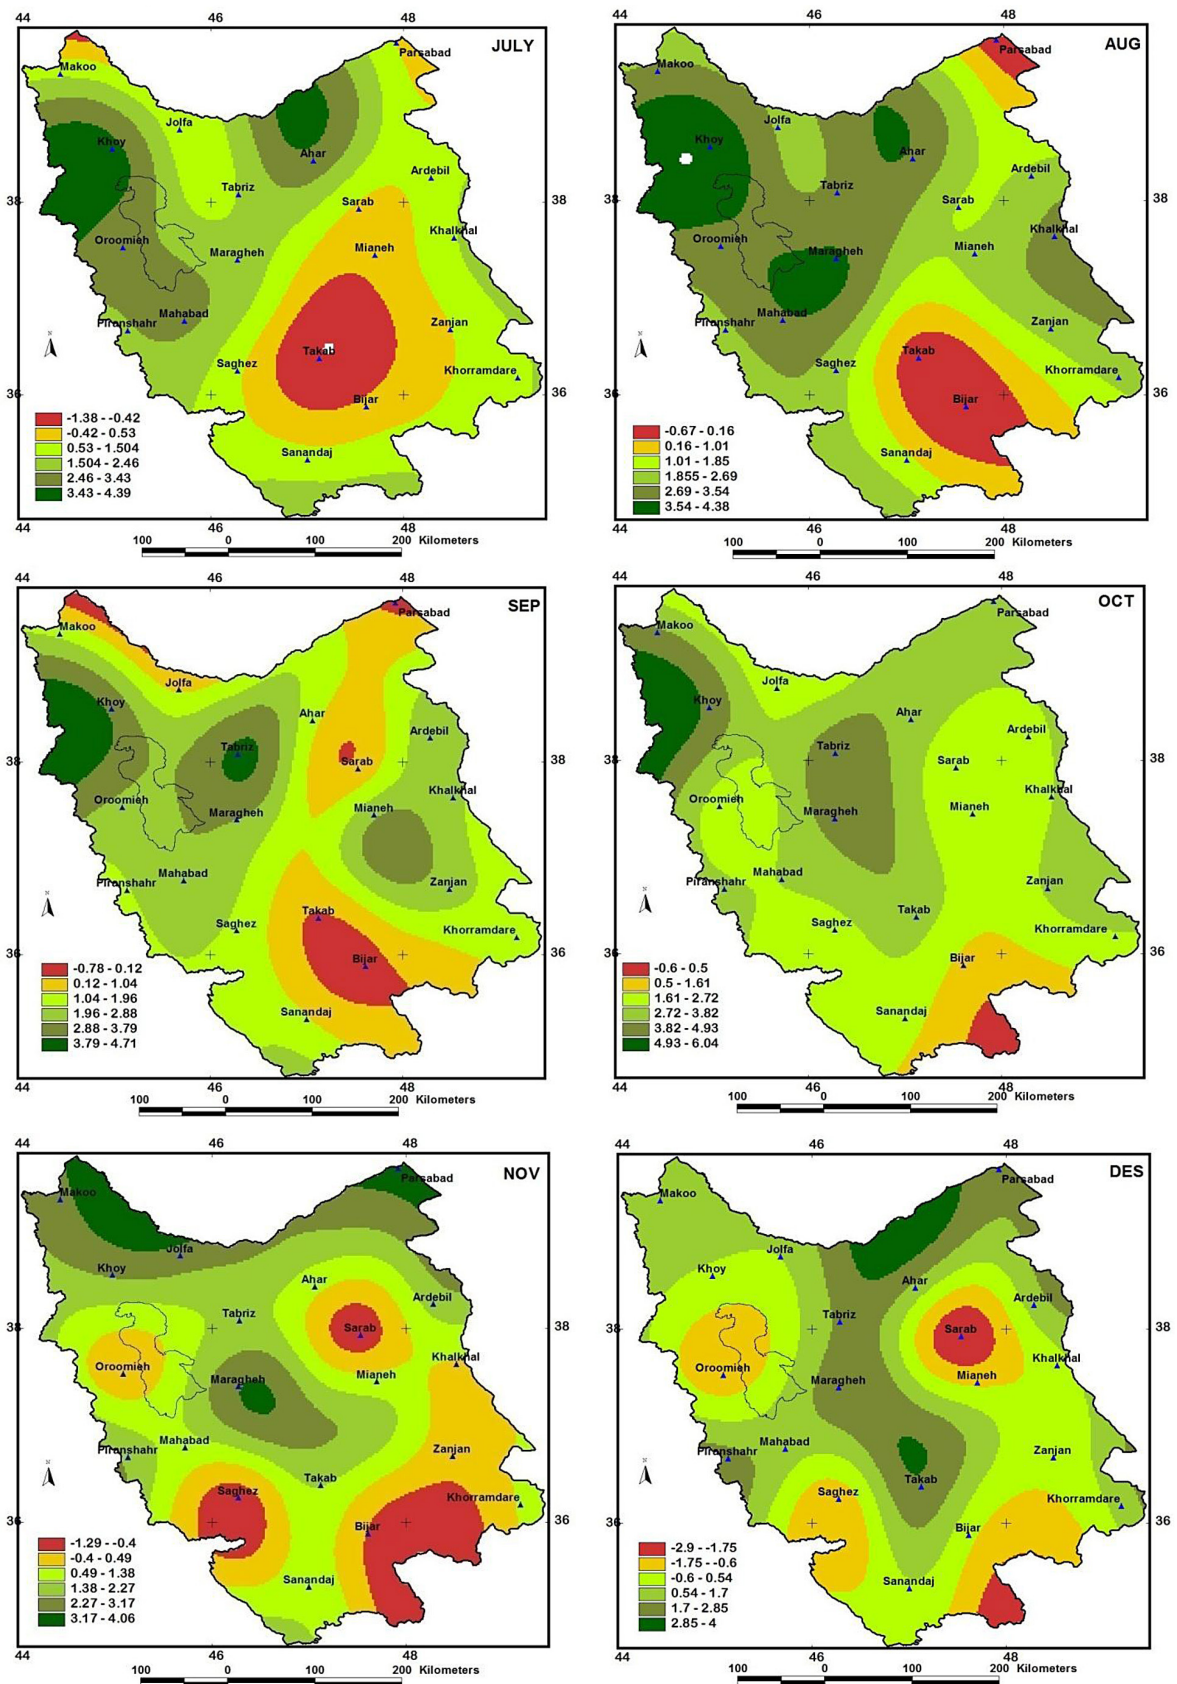 44 46 48
JULY
Parsabad
Makoo
Jolfa
Khoy
Ahar
Ardebil
Tabriz
38
Sarab
Khalkhal
Oroomieh
Mianeh
Maragheh
Mahabad
Piranshahr
Zanjan
N
Takab
Saghez
Khorramdare
36
Bijar
-1.38 - -0.42
-0.42 - 0.53
0.53 - 1.504
1.504 - 2.46
2.46 - 3.43
3.43 - 4.39
Sanandaj
44 46 48
100 0 100 200 Kilometers
44 46 48
AUG
Parsabad
Makoo
Jolfa
Khoy
Ahar
Ardebil
Tabriz
38
Sarab
Khalkhal
Oroomieh
Mianeh
Maragheh
Mahabad
Piranshahr
Zanjan
N
Takab
Saghez
Khorramdare
36
Bijar
-0.67 - 0.16
0.16 - 1.01
1.01 - 1.85
1.855 - 2.69
2.69 - 3.54
3.54 - 4.38
Sanandaj
44 46 48
100 0 100 200 Kilometers
46 48
SEP
Parsabad
Makoo
Jolfa
Khoy
Ahar
Ardebil
Tabriz
38
Sarab
Khalkhal
Oroomieh
Mianeh
Maragheh
Mahabad
Piranshahr
Zanjan
N
Takab
Saghez
Khorramdare
36
Bijar
-0.78 - 0.12
0.12 - 1.04
1.04 - 1.96
1.96 - 2.88
2.88 - 3.79
3.79 - 4.71
Sanandaj
44 46 48
100 0 100 200 Kilometers
44 46 48
OCT
Parsabad
Makoo
Jolfa
Khoy
Ahar
Ardebil
Tabriz
38
Sarab
Khalkhal
Oroomieh
Mianeh
Maragheh
Mahabad
Piranshahr
Zanjan
N
Takab
Saghez
Khorramdare
36
Bijar
-0.6 - 0.5
0.5 - 1.61
1.61 - 2.72
2.72 - 3.82
3.82 - 4.93
4.93 - 6.04
Sanandaj
44 46 48
100 0 100 200 Kilometers
44 46 48
NOV
Parsabad
Makoo
Jolfa
Khoy
Ahar
Ardebil
Tabriz
38
Sarab
Khalkhal
Oroomieh
Mianeh
Maragheh
Mahabad
Piranshahr
Zanjan
N
Takab
Saghez
Khorramdare
36
Bijar
-1.29 - -0.4
-0.4 - 0.49
0.49 - 1.38
1.38 - 2.27
2.27 - 3.17
3.17 - 4.06
Sanandaj
44 46 48
100 0 100 200 Kilometers
44 46 48
DES
Parsabad
Makoo
Jolfa
Khoy
Ahar
Ardebil
Tabriz
38
Sarab
Khalkhal
Oroomieh
Mianeh
Maragheh
Mahabad
Piranshahr
Zanjan
N
Takab
Saghez
Khorramdare
36
Bijar
-2.9 - -1.75
-1.75 - -0.6
-0.6 - 0.54
0.54 - 1.7
1.7 - 2.85
2.85 - 4
Sanandaj
44 46 48
100 0 100 200 Kilometers